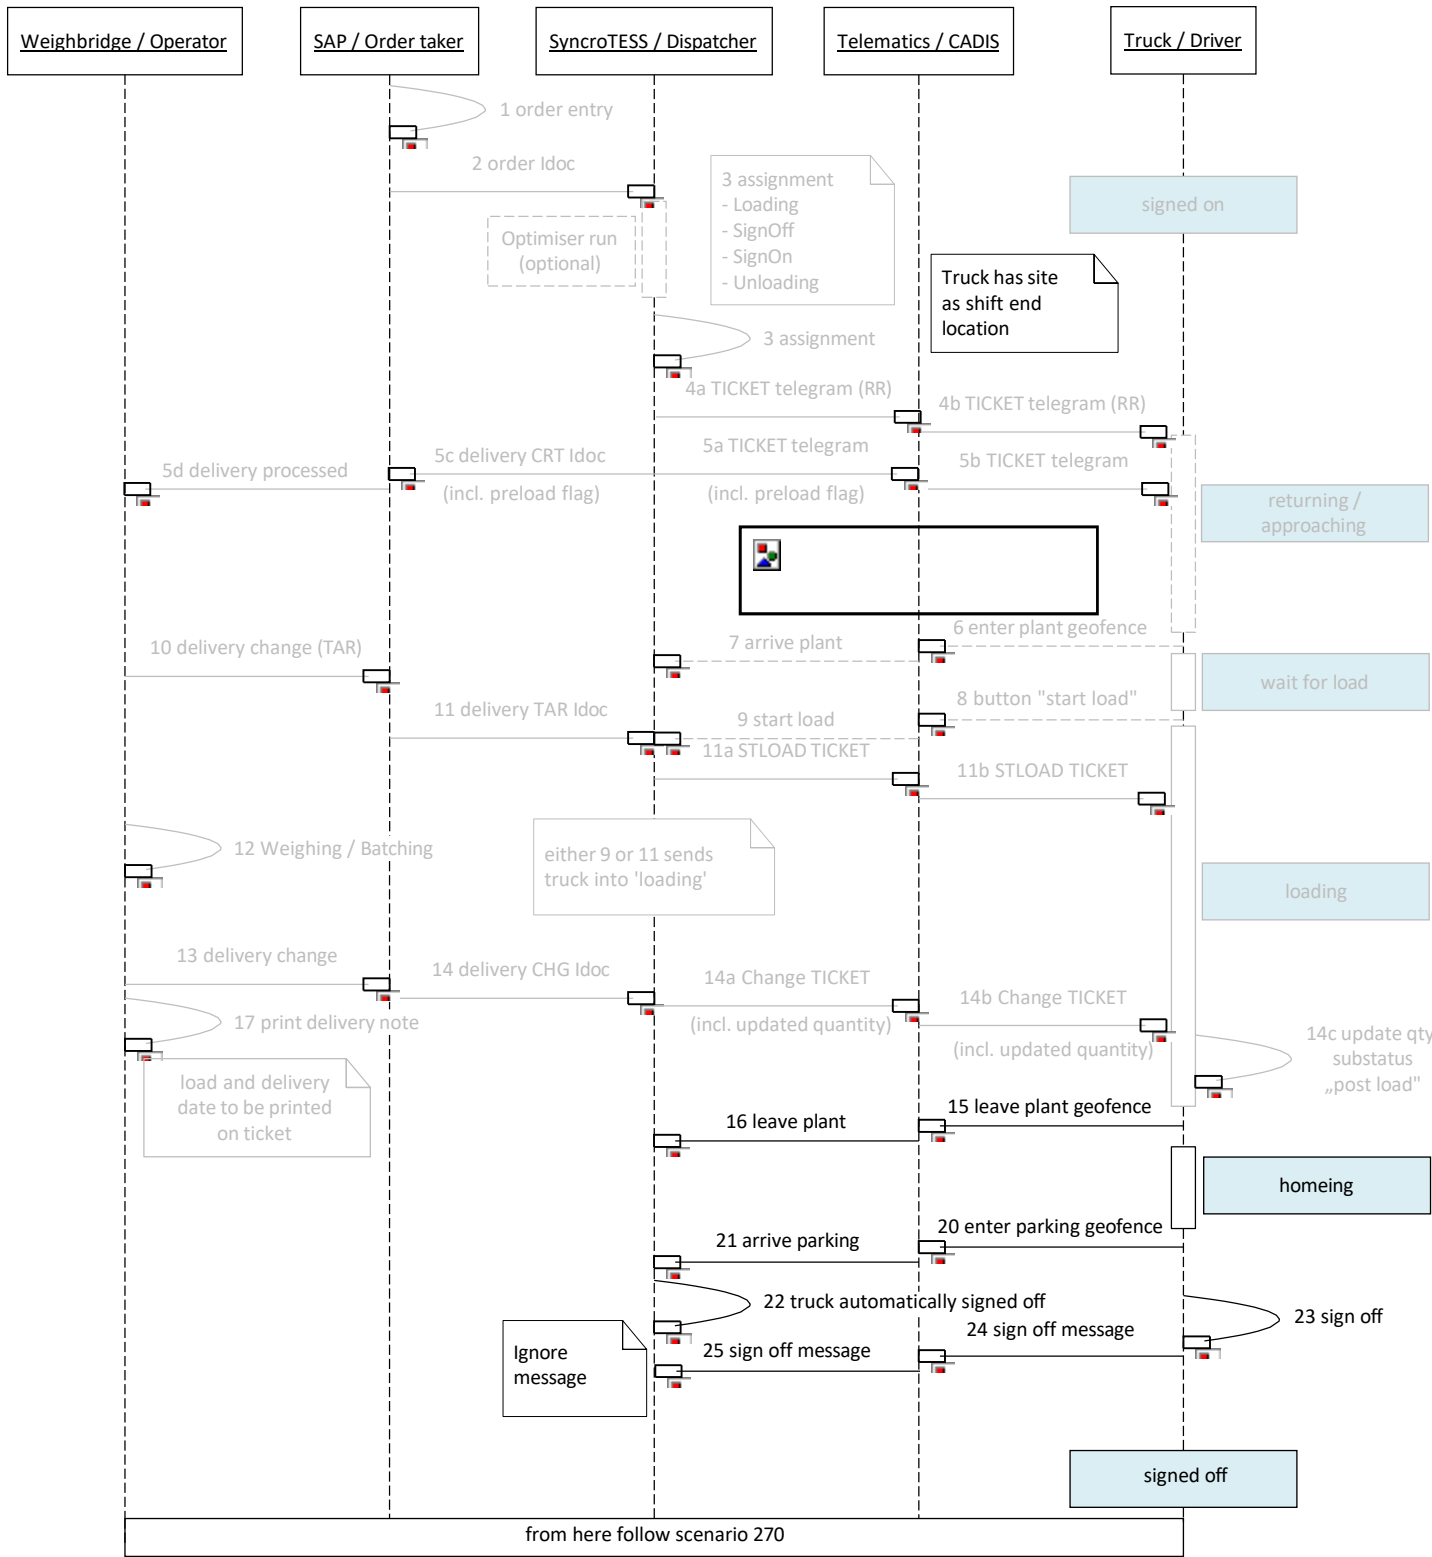 Weighbridge / Operator
SAP / Order taker
SyncroTESS / Dispatcher
Telematics / CADIS
Truck / Driver
1 order entry
2 order Idoc
3 assignment
- Loading
- SignOff
- SignOn
- Unloading
signed on
Optimiser run
(optional)
Truck has site
as shift end
location
3 assignment
4a TICKET telegram (RR)
4b TICKET telegram (RR)
5d delivery processed
5c delivery CRT Idoc
(incl. preload flag)
5a TICKET telegram
(incl. preload flag)
5b TICKET telegram
returning /
approaching
10 delivery change (TAR)
7 arrive plant
6 enter plant geofence
wait for load
11 delivery TAR Idoc
9 start load
8 button "start load"
11a STLOAD TICKET
11b STLOAD TICKET
12 Weighing / Batching
either 9 or 11 sends
truck into 'loading'
loading
13 delivery change
14 delivery CHG Idoc
14a Change TICKET
(incl. updated quantity)
14b Change TICKET
(incl. updated quantity)
17 print delivery note
14c update qty
substatus
„post load"
load and delivery
date to be printed
on ticket
16 leave plant
15 leave plant geofence
homeing
21 arrive parking
20 enter parking geofence
22 truck automatically signed off
23 sign off
24 sign off message
Ignore
message
25 sign off message
signed off
from here follow scenario 270